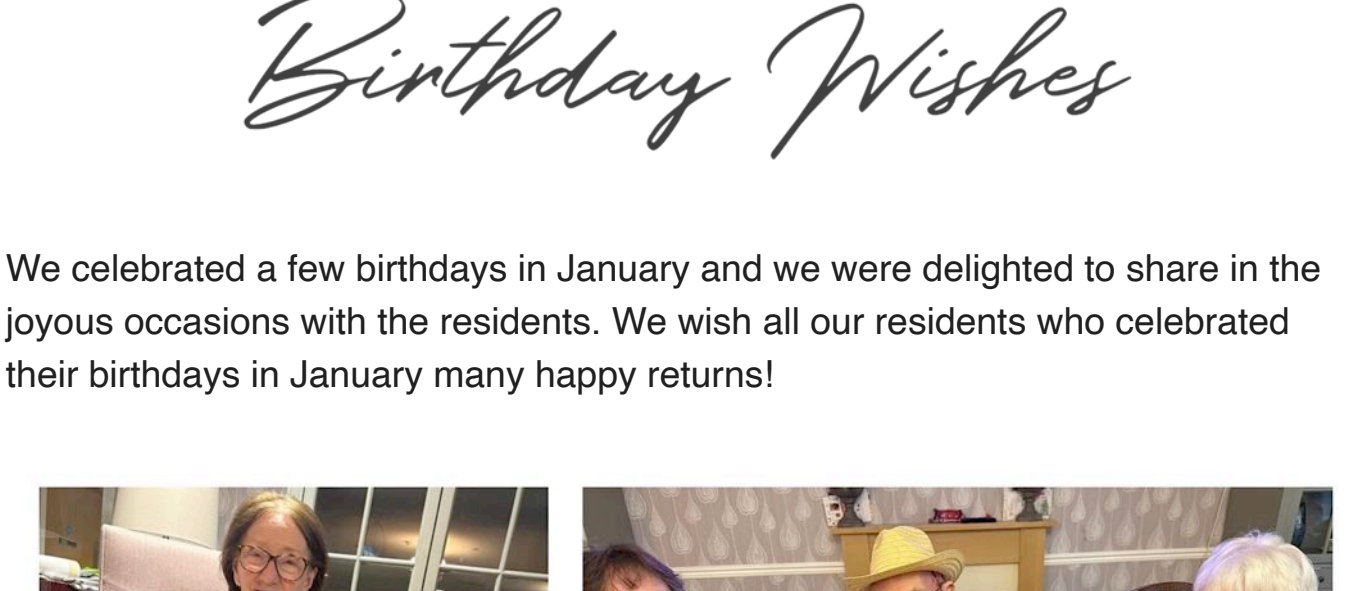 Birthday Wishes
We celebrated a few birthdays in January and we were delighted to share in the
joyous occasions with the residents. We wish all our residents who celebrated
their birthdays in January many happy returns!